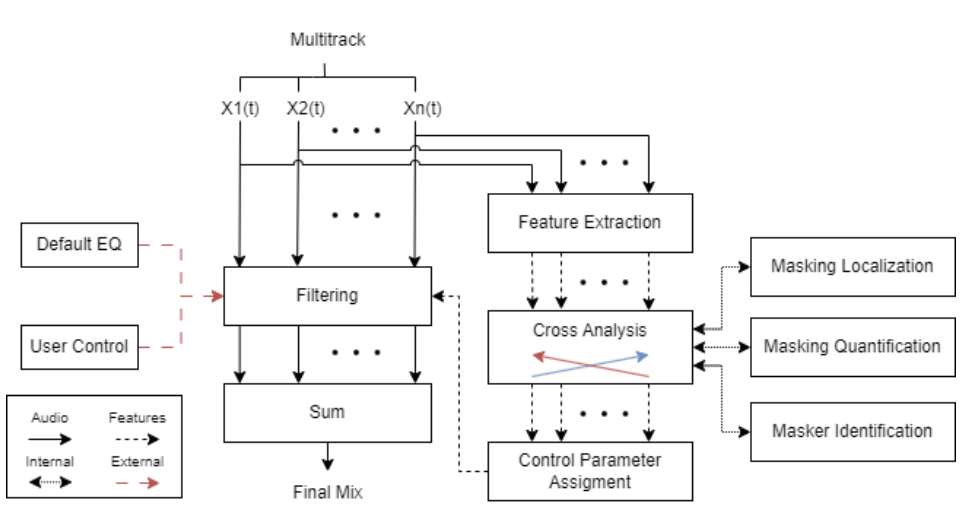 Multitrack
X1(t) X2(t) Xn(t)
Feature Extraction
Default EQ
Filtering
Masking Localization
Cross Analysis
User Control
Masking Quantification
Audio Features
Sum
Masker Identification
Internal External
Control Parameter
Assigment
Final Mix